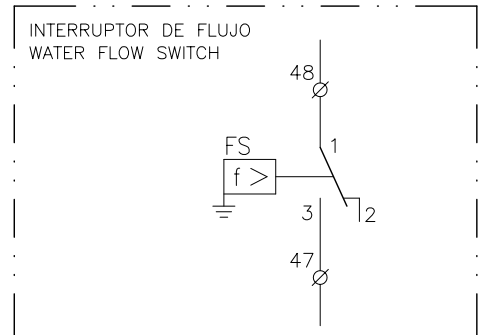 INTERRUPTOR DE FLUJO
WATER FLOW SWITCH
48
FS
1
f >
3
2
47